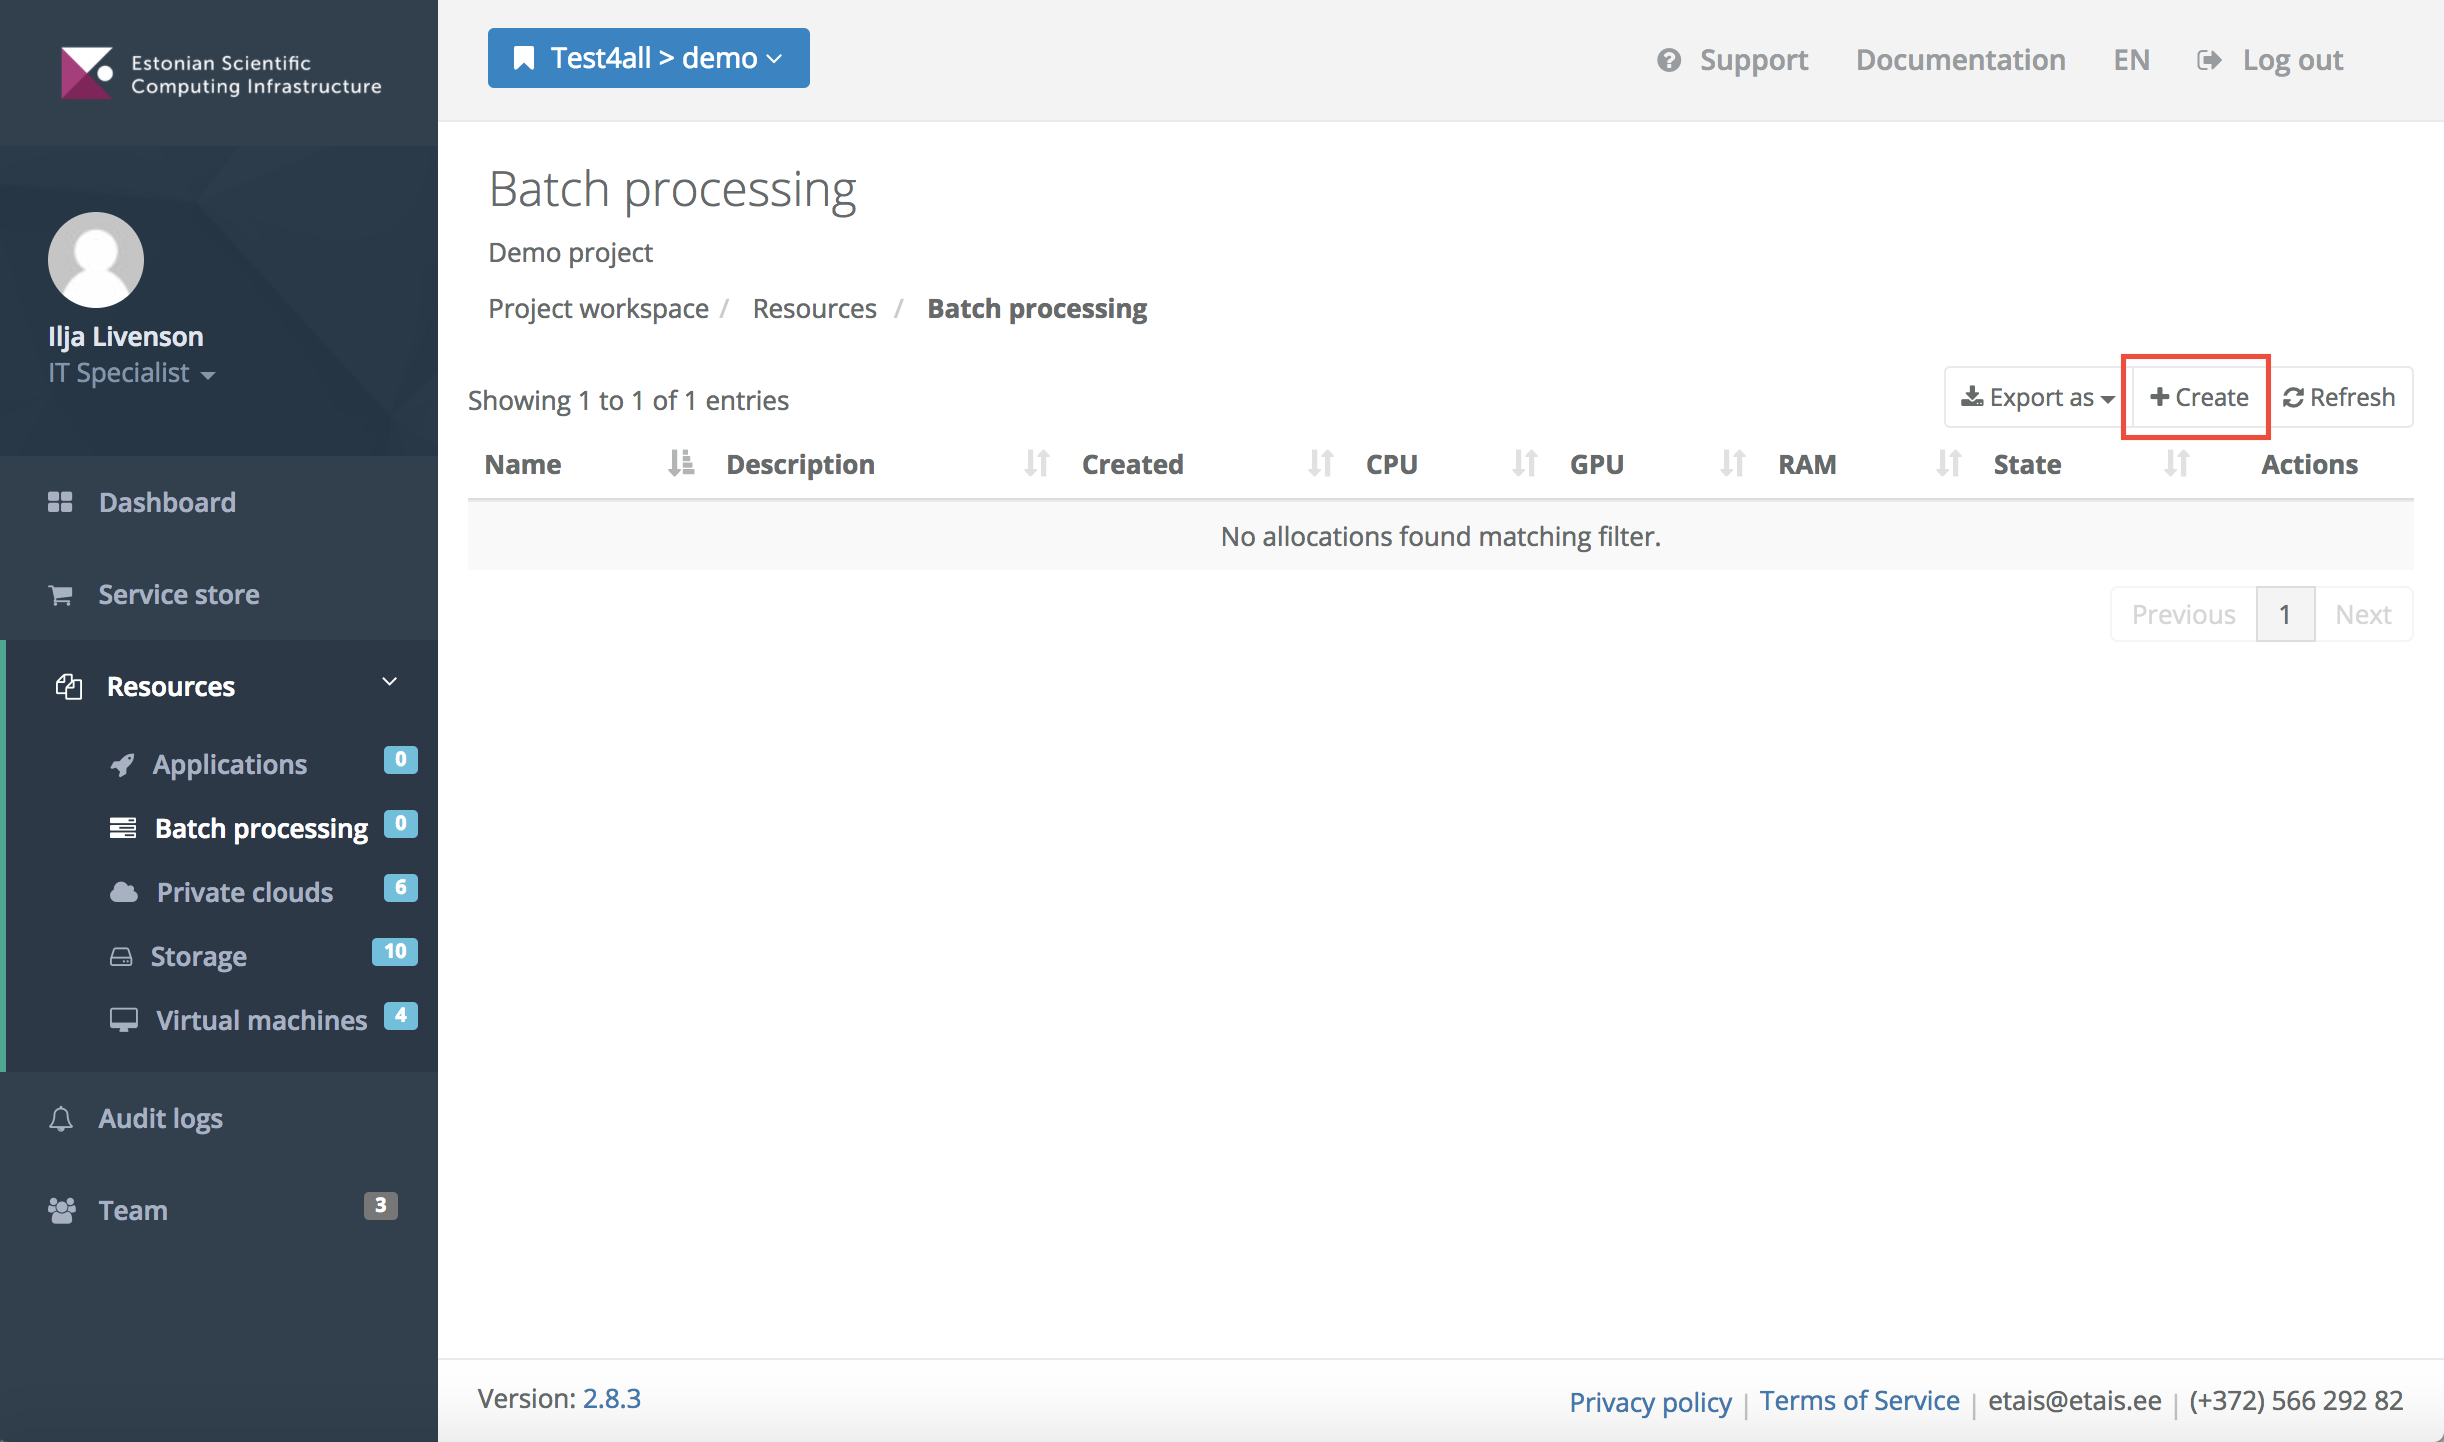 Estonian Scientific
Computing Infrastructure
Test4all > demo
Support Documentation EN Log out
Ilja Livenson
IT Specialist
Dashboard
Service store
Resources
Applications 0
Batch processing 0
Private clouds 6
Storage 10
Virtual machines 4
Audit logs
Team 3
Batch processing
Demo project
Project workspace / Resources / Batch processing
Showing 1 to 1 of 1 entries
Export as Create Refresh
Name Description Created CPU GPU RAM State Actions
No allocations found matching filter.
Previous 1 Next
Version: 2.8.3
Privacy policy | Terms of Service | etais@etais.ee | (+372) 566 292 82